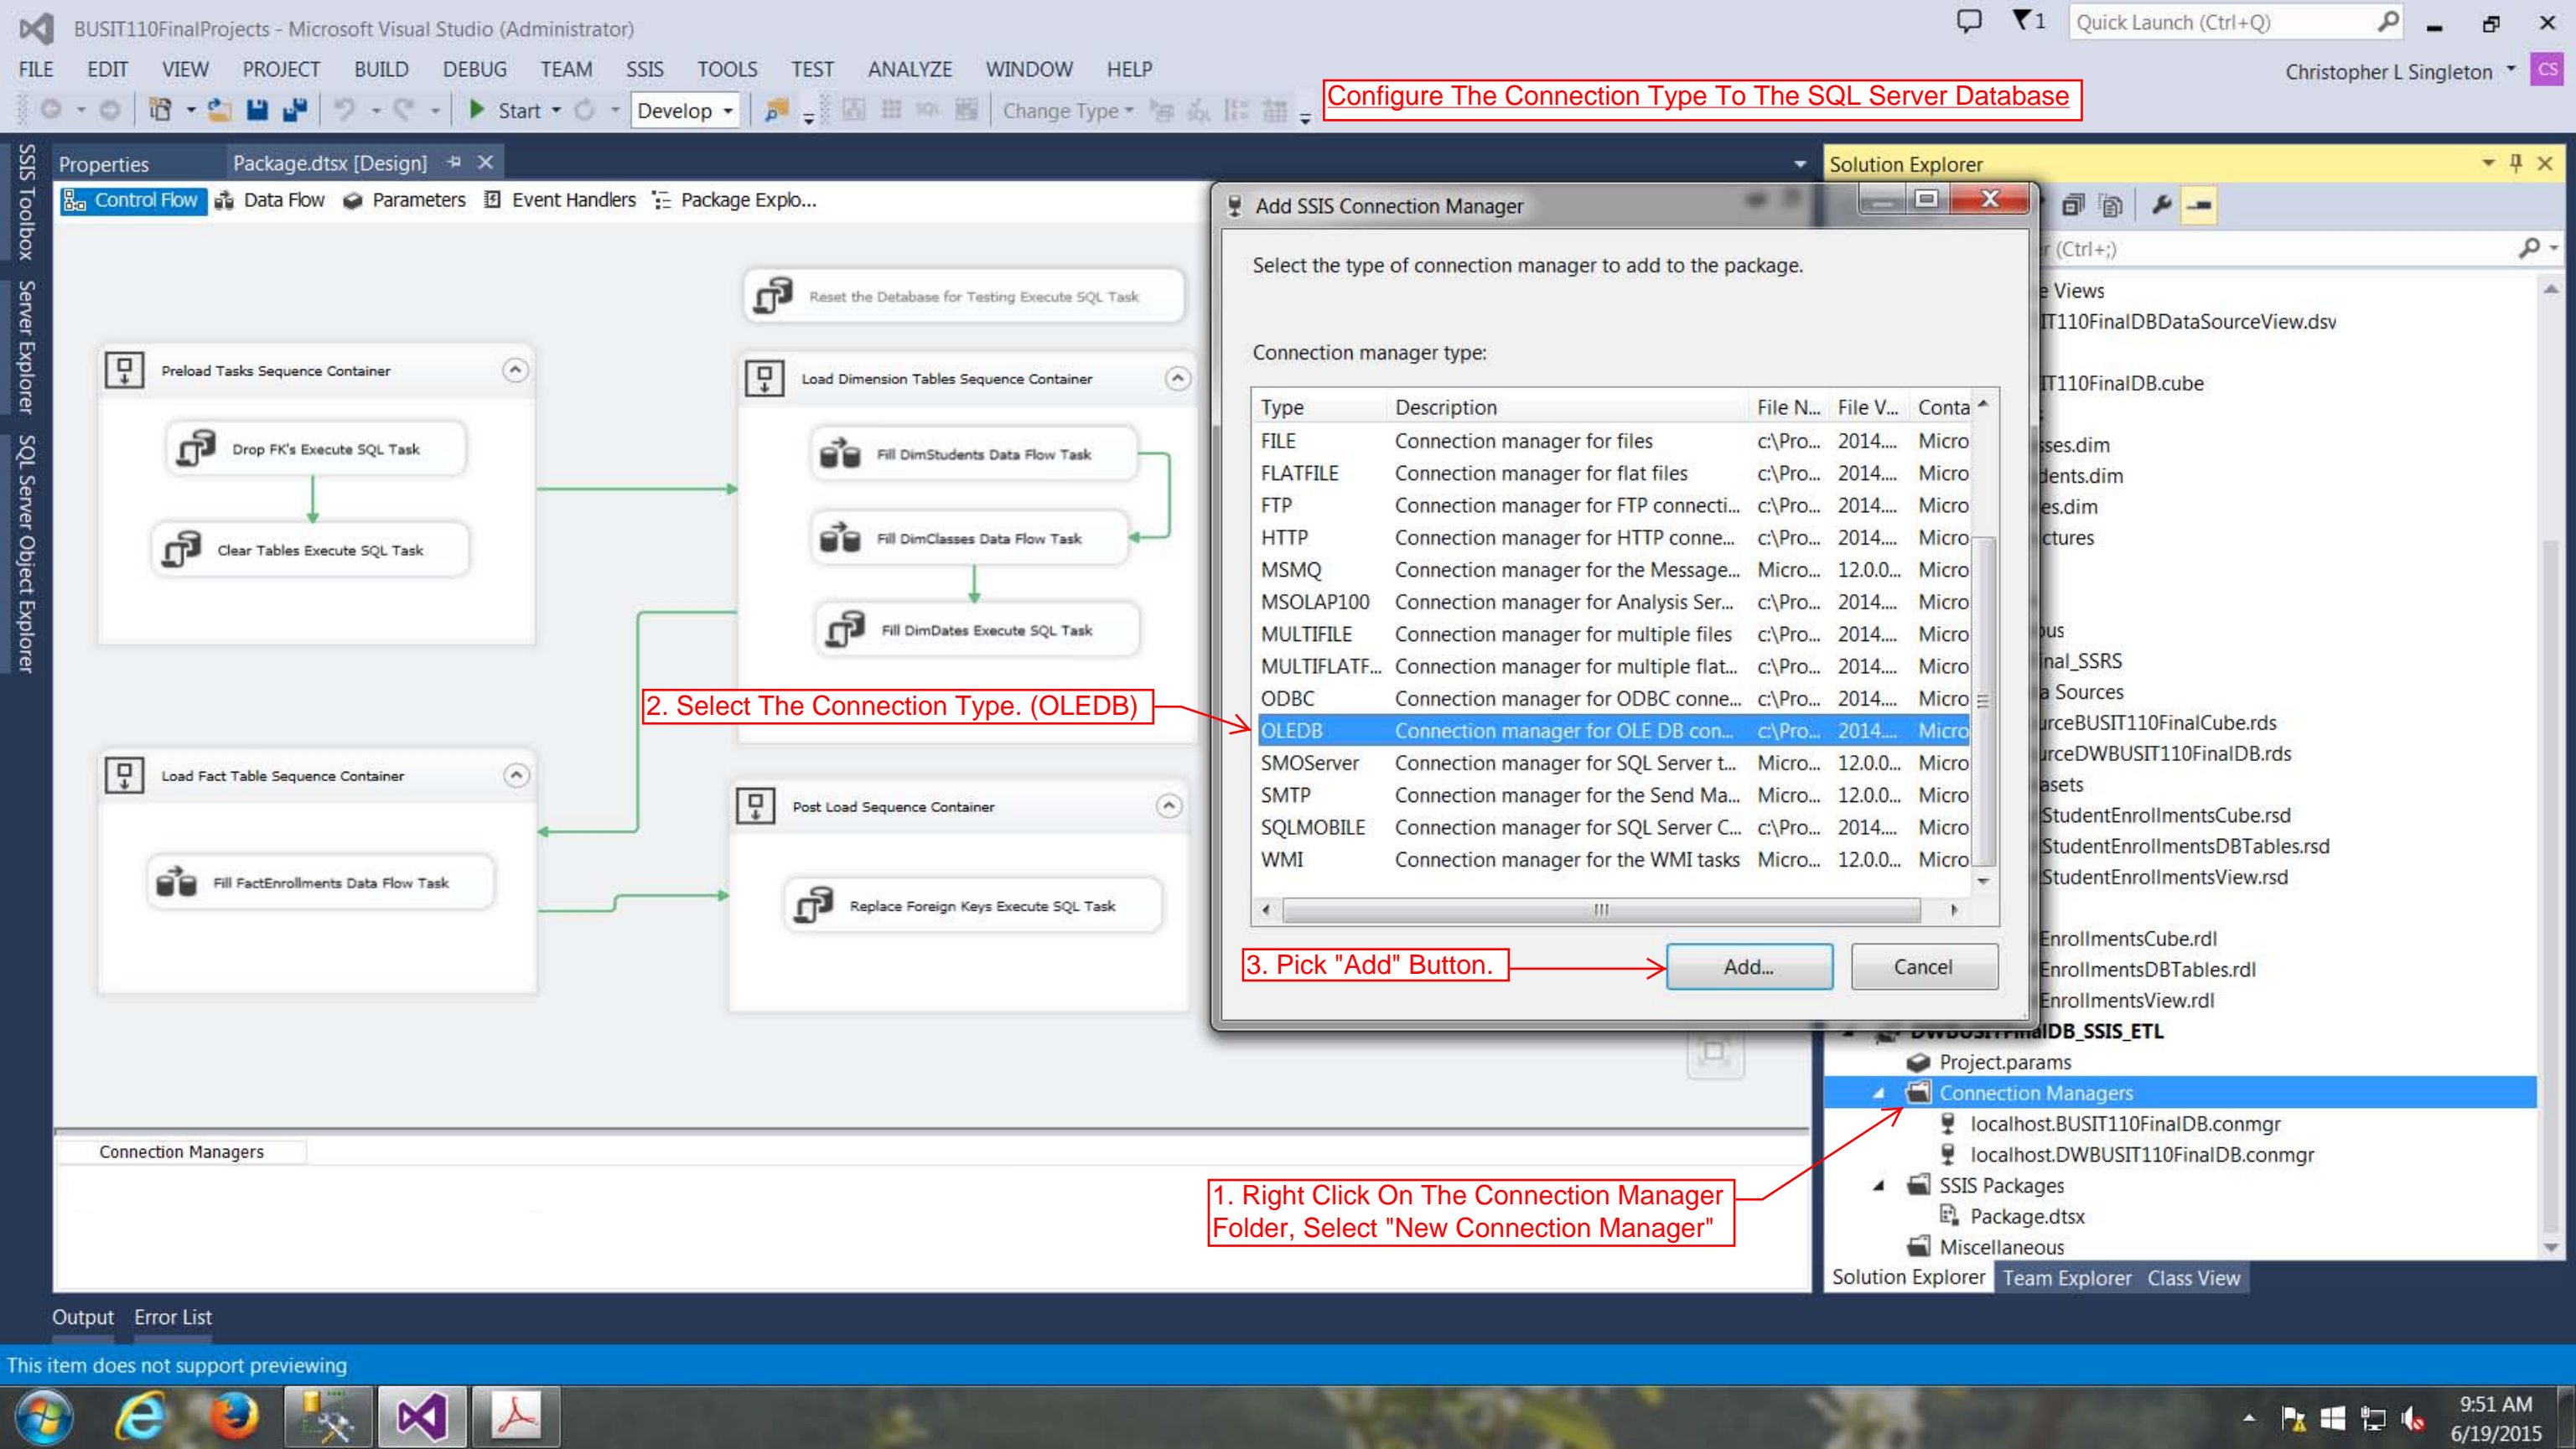 BUSIT110FinalProjects - Microsoft Visual Studio (Administrator)
1
Quick Launch (Ctrl+Q)
FILE EDIT VIEW PROJECT BUILD DEBUG TEAM SSIS TOOLS TEST ANALYZE WINDOW HELP
Christopher L Singleton
CS
Start
Develop
Change Type
Configure The Connection Type To The SQL Server Database
SSIS Toolbox
Server Explorer
SQL Server Object Explorer
Properties
Package.dtsx [Design]
Control Flow
Data Flow
Parameters
Event Handlers
Package Explo...
Reset the Database for Testing Execute SQL Task
Preload Tasks Sequence Container
Drop FK's Execute SQL Task
Clear Tables Execute SQL Task
Load Dimension Tables Sequence Container
Fill DimStudents Data Flow Task
Fill DimClasses Data Flow Task
Fill DimDates Execute SQL Task
2. Select The Connection Type. (OLEDB)
Load Fact Table Sequence Container
Fill FactEnrollments Data Flow Task
Post Load Sequence Container
Replace Foreign Keys Execute SQL Task
Connection Managers
Add SSIS Connection Manager
Select the type of connection manager to add to the package.
Connection manager type:
Type Description File N... File V... Conta
FILE Connection manager for files c:\Pro... 2014.... Micro
FLATFILE Connection manager for flat files c:\Pro... 2014.... Micro
FTP Connection manager for FTP connecti... c:\Pro... 2014.... Micro
HTTP Connection manager for HTTP conne... c:\Pro... 2014.... Micro
MSMQ Connection manager for the Message... Micro... 12.0.0... Micro
MSOLAP100 Connection manager for Analysis Ser... c:\Pro... 2014.... Micro
MULTIFILE Connection manager for multiple files c:\Pro... 2014.... Micro
MULTIFLATF... Connection manager for multiple flat... c:\Pro... 2014.... Micro
ODBC Connection manager for ODBC conne... c:\Pro... 2014.... Micro
OLEDB Connection manager for OLE DB con... c:\Pro... 2014.... Micro
SMOServer Connection manager for SQL Server t... Micro... 12.0.0... Micro
SMTP Connection manager for the Send Ma... Micro... 12.0.0... Micro
SQLMOBILE Connection manager for SQL Server C... c:\Pro... 2014.... Micro
WMI Connection manager for the WMI tasks Micro... 12.0.0... Micro
3. Pick "Add" Button.
Add...
Cancel
1. Right Click On The Connection Manager
Folder, Select "New Connection Manager"
Solution Explorer
(Ctrl+;)
Views
IT110FinalDBDataSourceView.dsv
IT110FinalDB.cube
sses.dim
dents.dim
es.dim
ctures
ous
inal_SSRS
a Sources
urceBUSIT110FinalCube.rds
urceDWBUSIT110FinalDB.rds
asets
StudentEnrollmentsCube.rsd
StudentEnrollmentsDBTables.rsd
StudentEnrollmentsView.rsd
EnrollmentsCube.rdl
EnrollmentsDBTables.rdl
EnrollmentsView.rdl
DWBUSITFinalDB_SSIS_ETL
Project.params
Connection Managers
localhost.BUSIT110FinalDB.conmgr
localhost.DWBUSIT110FinalDB.conmgr
SSIS Packages
Package.dtsx
Miscellaneous
Solution Explorer Team Explorer Class View
Output Error List
This item does not support previewing
9:51 AM
6/19/2015